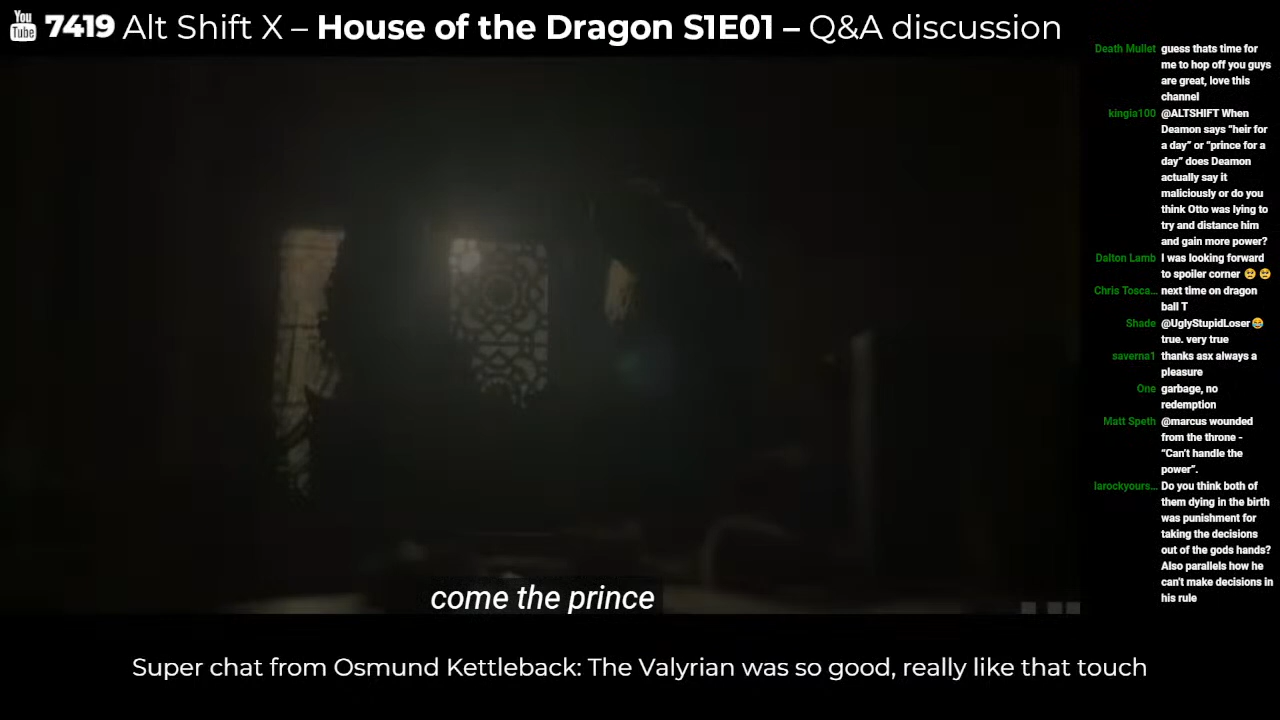 You Tube 7419 Alt Shift X – House of the Dragon S1E01 – Q&A discussion
Death Mullet guess thats time for
me to hop off you guys
are great, love this
channel
kingia100 @ALTSHIFT When
Deamon says “heir for
a day” or “prince for a
day” does Deamon
actually say it
maliciously or do you
think Otto was lying to
try and distance him
and gain more power?
Dalton Lamb I was looking forward
to spoiler corner 🥺 🥺
Chris Tosca... next time on dragon
ball T
Shade @UglyStupidLoser😂
true. very true
saverna1 thanks asx always a
pleasure
One garbage, no
redemption
Matt Speth @marcus wounded
from the throne -
“Can’t handle the
power”.
larockyours... Do you think both of
them dying in the birth
was punishment for
taking the decisions
out of the gods hands?
Also parallels how he
can’t make decisions in
his rule
come the prince
Super chat from Osmund Kettleback: The Valyrian was so good, really like that touch